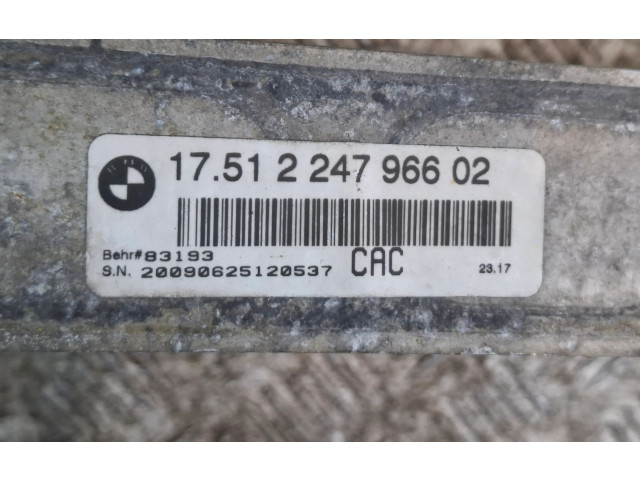 17.51 2 247 966 02
Behr# 83193
S.N. 20090625120537 CAC 23.17